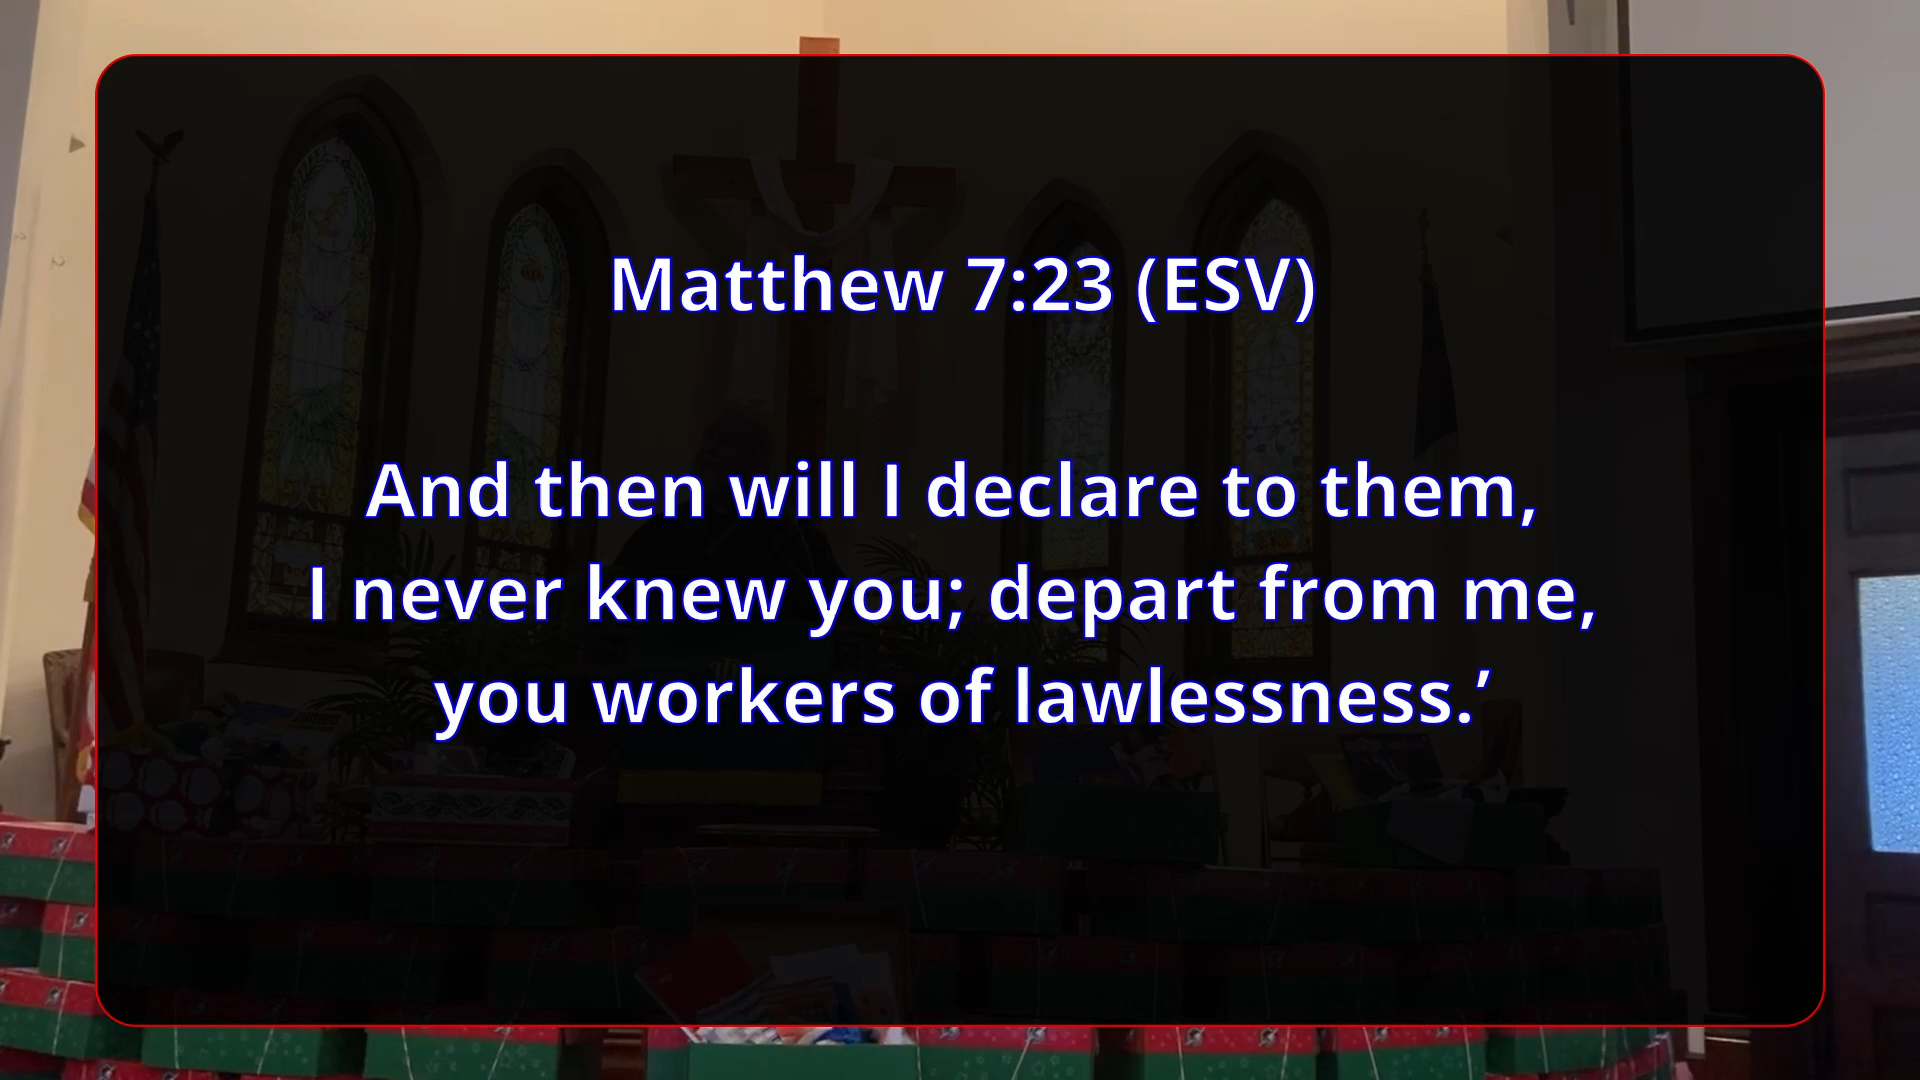 Matthew 7:23 (ESV)
And then will I declare to them,
I never knew you; depart from me,
you workers of lawlessness.’